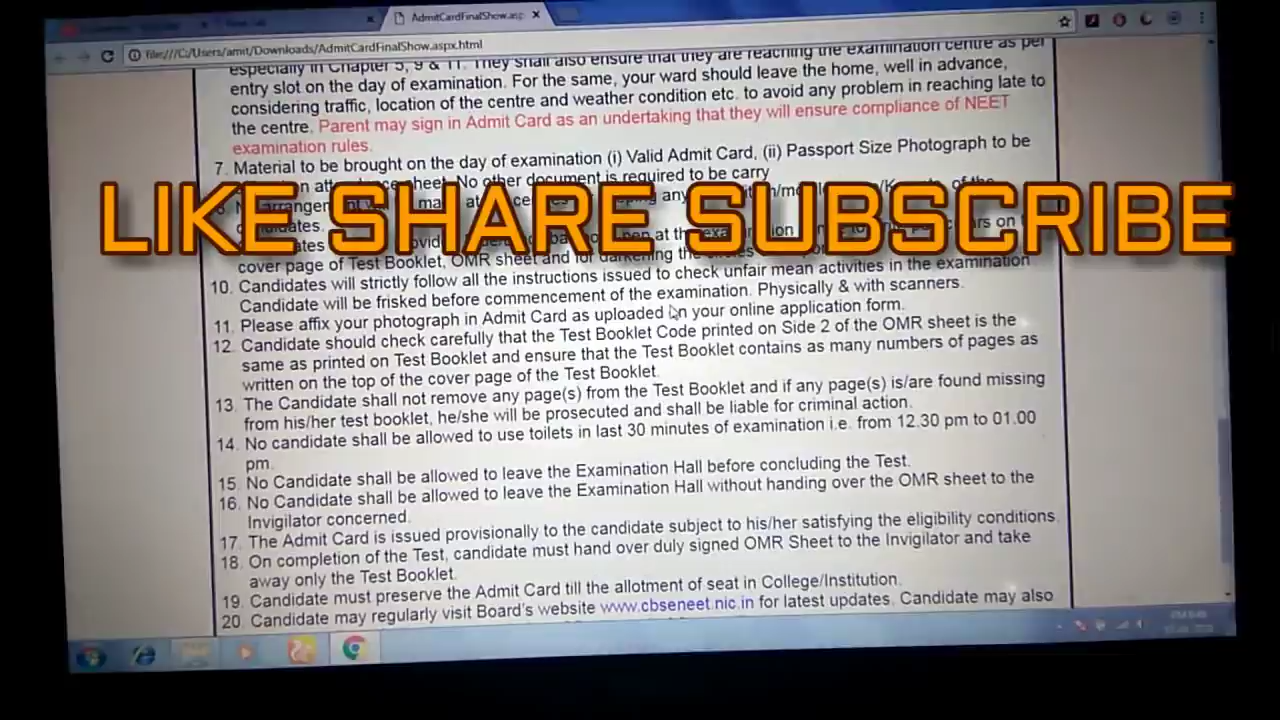 AdmitCardFinalShow.asp
file:///C:/Users/amit/Downloads/AdmitCardFinalShow.aspx.html
especially in Chapter 5, 9 & 11. They shall also ensure that they are reaching the examination centre as per
entry slot on the day of examination. For the same, your ward should leave the home, well in advance,
considering traffic, location of the centre and weather condition etc. to avoid any problem in reaching late to
the centre. Parent may sign in Admit Card as an undertaking that they will ensure compliance of NEET
examination rules.
7. Material to be brought on the day of examination (i) Valid Admit Card, (ii) Passport Size Photograph to be
sheet. No other document is required to be carry
LIKE SHARE SUBSCRIBE
cover page of Test Booklet, OMR sheet and for darkening the circles
10. Candidates will strictly follow all the instructions issued to check unfair mean activities in the examination
Candidate will be frisked before commencement of the examination. Physically & with scanners.
11. Please affix your photograph in Admit Card as uploaded on your online application form.
12. Candidate should check carefully that the Test Booklet Code printed on Side 2 of the OMR sheet is the
same as printed on Test Booklet and ensure that the Test Booklet contains as many numbers of pages as
written on the top of the cover page of the Test Booklet.
13. The Candidate shall not remove any page(s) from the Test Booklet and if any page(s) is/are found missing
from his/her test booklet, he/she will be prosecuted and shall be liable for criminal action.
14. No candidate shall be allowed to use toilets in last 30 minutes of examination i.e. from 12.30 pm to 01.00
pm.
15. No Candidate shall be allowed to leave the Examination Hall before concluding the Test.
16. No Candidate shall be allowed to leave the Examination Hall without handing over the OMR sheet to the
Invigilator concerned.
17. The Admit Card is issued provisionally to the candidate subject to his/her satisfying the eligibility conditions.
18. On completion of the Test, candidate must hand over duly signed OMR Sheet to the Invigilator and take
away only the Test Booklet.
19. Candidate must preserve the Admit Card till the allotment of seat in College/Institution.
20. Candidate may regularly visit Board's website www.cbseneet.nic.in for latest updates. Candidate may also